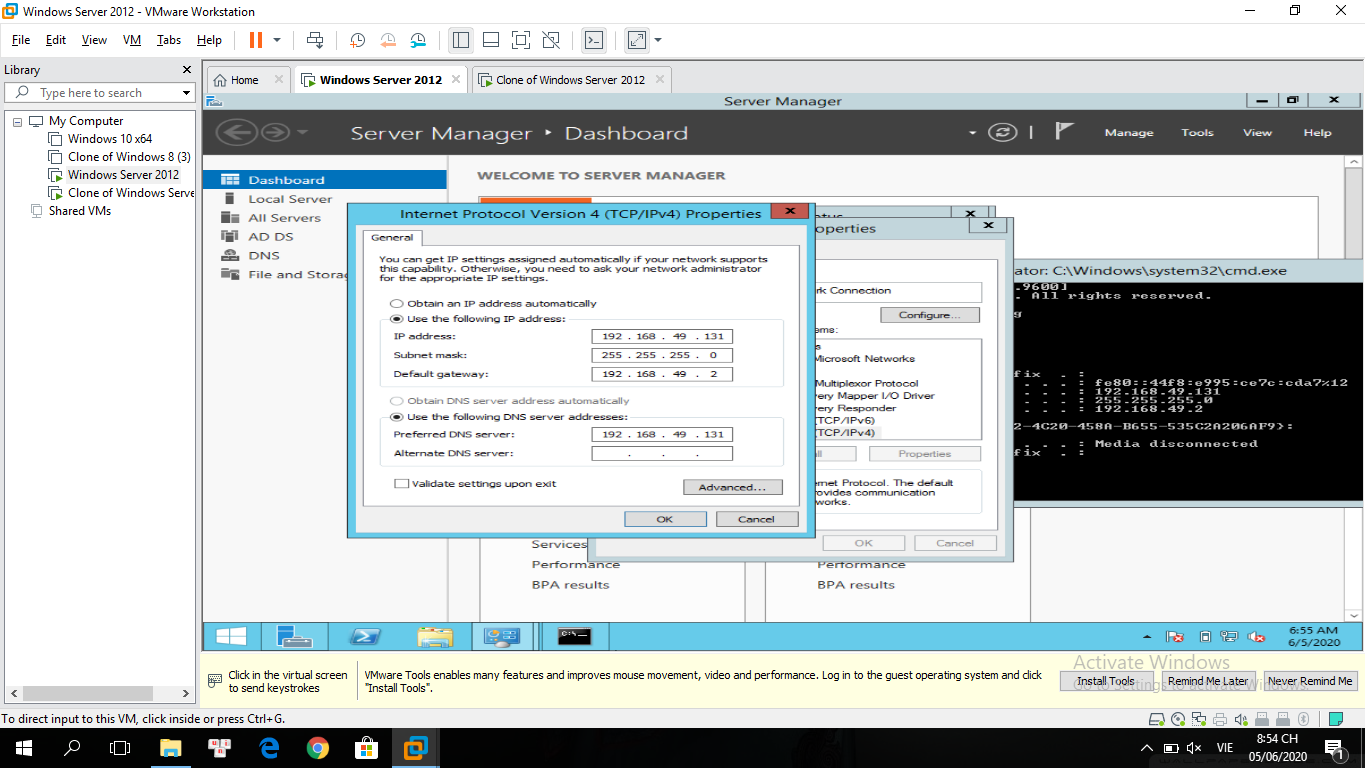 Windows Server 2012 - VMware Workstation
File Edit View VM Tabs Help
Library
Type here to search
My Computer
Windows 10 x64
Clone of Windows 8 (3)
Windows Server 2012
Clone of Windows Serve
Shared VMs
Home
Windows Server 2012
Clone of Windows Server 2012
Server Manager
Server Manager • Dashboard
Manage Tools View Help
Dashboard
Local Server
All Servers
AD DS
DNS
File and Storag
WELCOME TO SERVER MANAGER
Internet Protocol Version 4 (TCP/IPv4) Properties
General
You can get IP settings assigned automatically if your network supports
this capability. Otherwise, you need to ask your network administrator
for the appropriate IP settings.
Obtain an IP address automatically
Use the following IP address:
IP address: 192 . 168 . 49 . 131
Subnet mask: 255 . 255 . 255 . 0
Default gateway: 192 . 168 . 49 . 2
Obtain DNS server address automatically
Use the following DNS server addresses:
Preferred DNS server: 192 . 168 . 49 . 131
Alternate DNS server: . . .
Validate settings upon exit
Advanced...
OK Cancel
atus
operties
rk Connection
Configure...
ems:
s
Microsoft Networks
Multiplexor Protocol
ery Mapper I/O Driver
ery Responder
(TCP/IPv6)
(TCP/IPv4)
ll Properties
rnet Protocol. The default
ovides communication
works.
OK Cancel
ator: C:\Windows\system32\cmd.exe
.9600]
. All rights reserved.
g
fix . :
. . . . : fe80::44f8:e995:ce7c:cda7%12
. . . . : 192.168.49.131
. . . . : 255.255.255.0
. . . . : 192.168.49.2
2-4C20-458A-B655-535C2A206AF9}:
. . . . : Media disconnected
fix . :
Services
Performance
BPA results
Performance
BPA results
6:55 AM
6/5/2020
Click in the virtual screen
to send keystrokes
VMware Tools enables many features and improves mouse movement, video and performance. Log in to the guest operating system and click
"Install Tools".
Activate Windows
Go to Settings to activate Windows.
Install Tools
Remind Me Later
Never Remind Me
To direct input to this VM, click inside or press Ctrl+G.
VIE
8:54 CH
05/06/2020
1